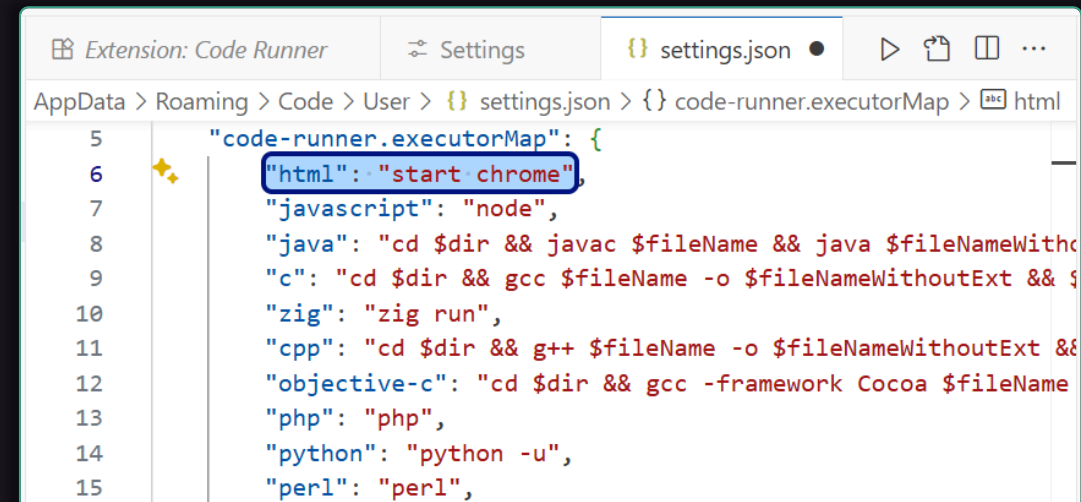 Extension: Code Runner Settings {} settings.json ● ...
AppData > Roaming > Code > User > {} settings.json > {} code-runner.executorMap > abc html
5 "code-runner.executorMap": {
6 "html": "start chrome",
7 "javascript": "node",
8 "java": "cd $dir && javac $fileName && java $fileNameWitho
9 "c": "cd $dir && gcc $fileName -o $fileNameWithoutExt && $
10 "zig": "zig run",
11 "cpp": "cd $dir && g++ $fileName -o $fileNameWithoutExt &&
12 "objective-c": "cd $dir && gcc -framework Cocoa $fileName
13 "php": "php",
14 "python": "python -u",
15 "perl": "perl",